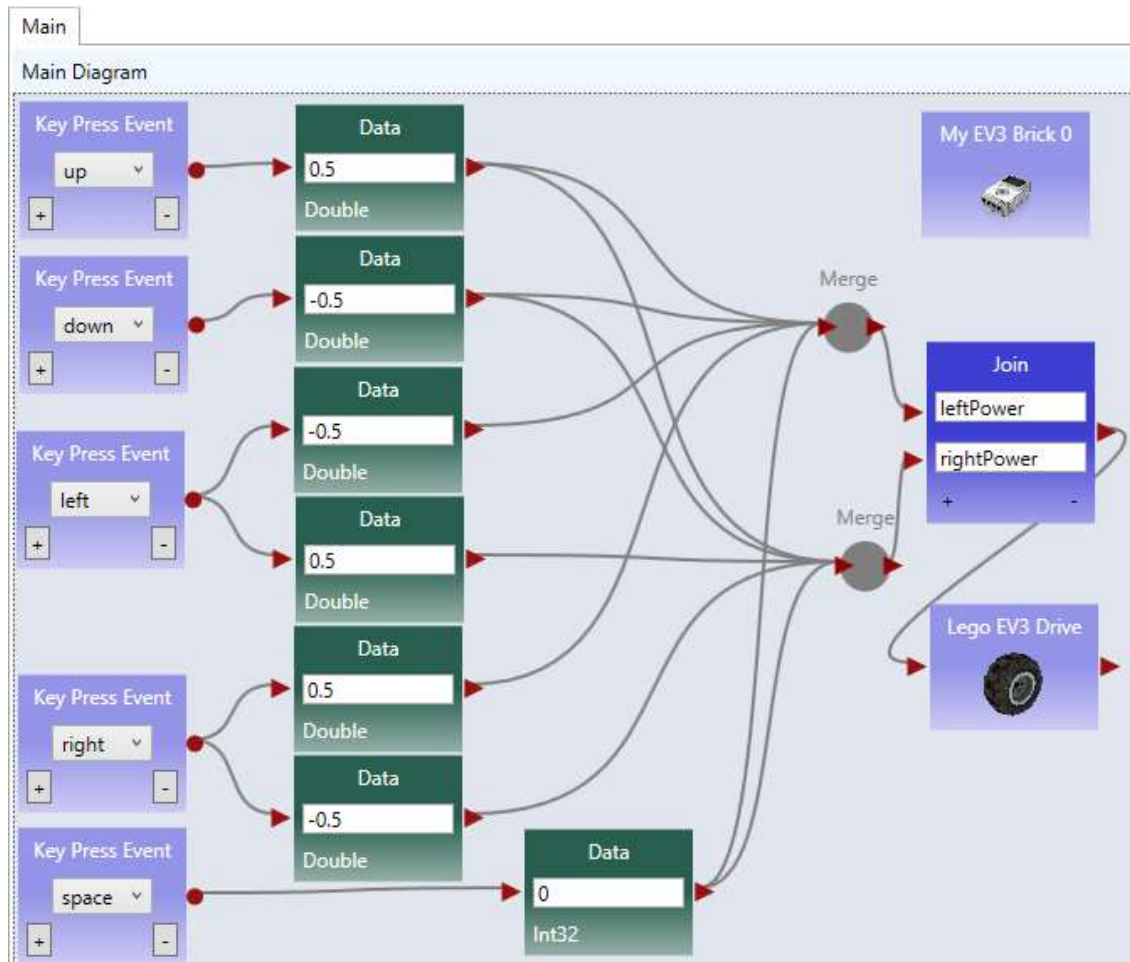 Main
Main Diagram
Key Press Event
up
+ -
Data
0.5
Double
My EV3 Brick 0
Key Press Event
down
+ -
Data
-0.5
Double
Merge
Key Press Event
left
+ -
Data
-0.5
Double
Join
leftPower
rightPower
+ -
Data
0.5
Double
Merge
Key Press Event
right
+ -
Data
0.5
Double
Lego EV3 Drive
Data
-0.5
Double
Key Press Event
space
+ -
Data
0
Int32